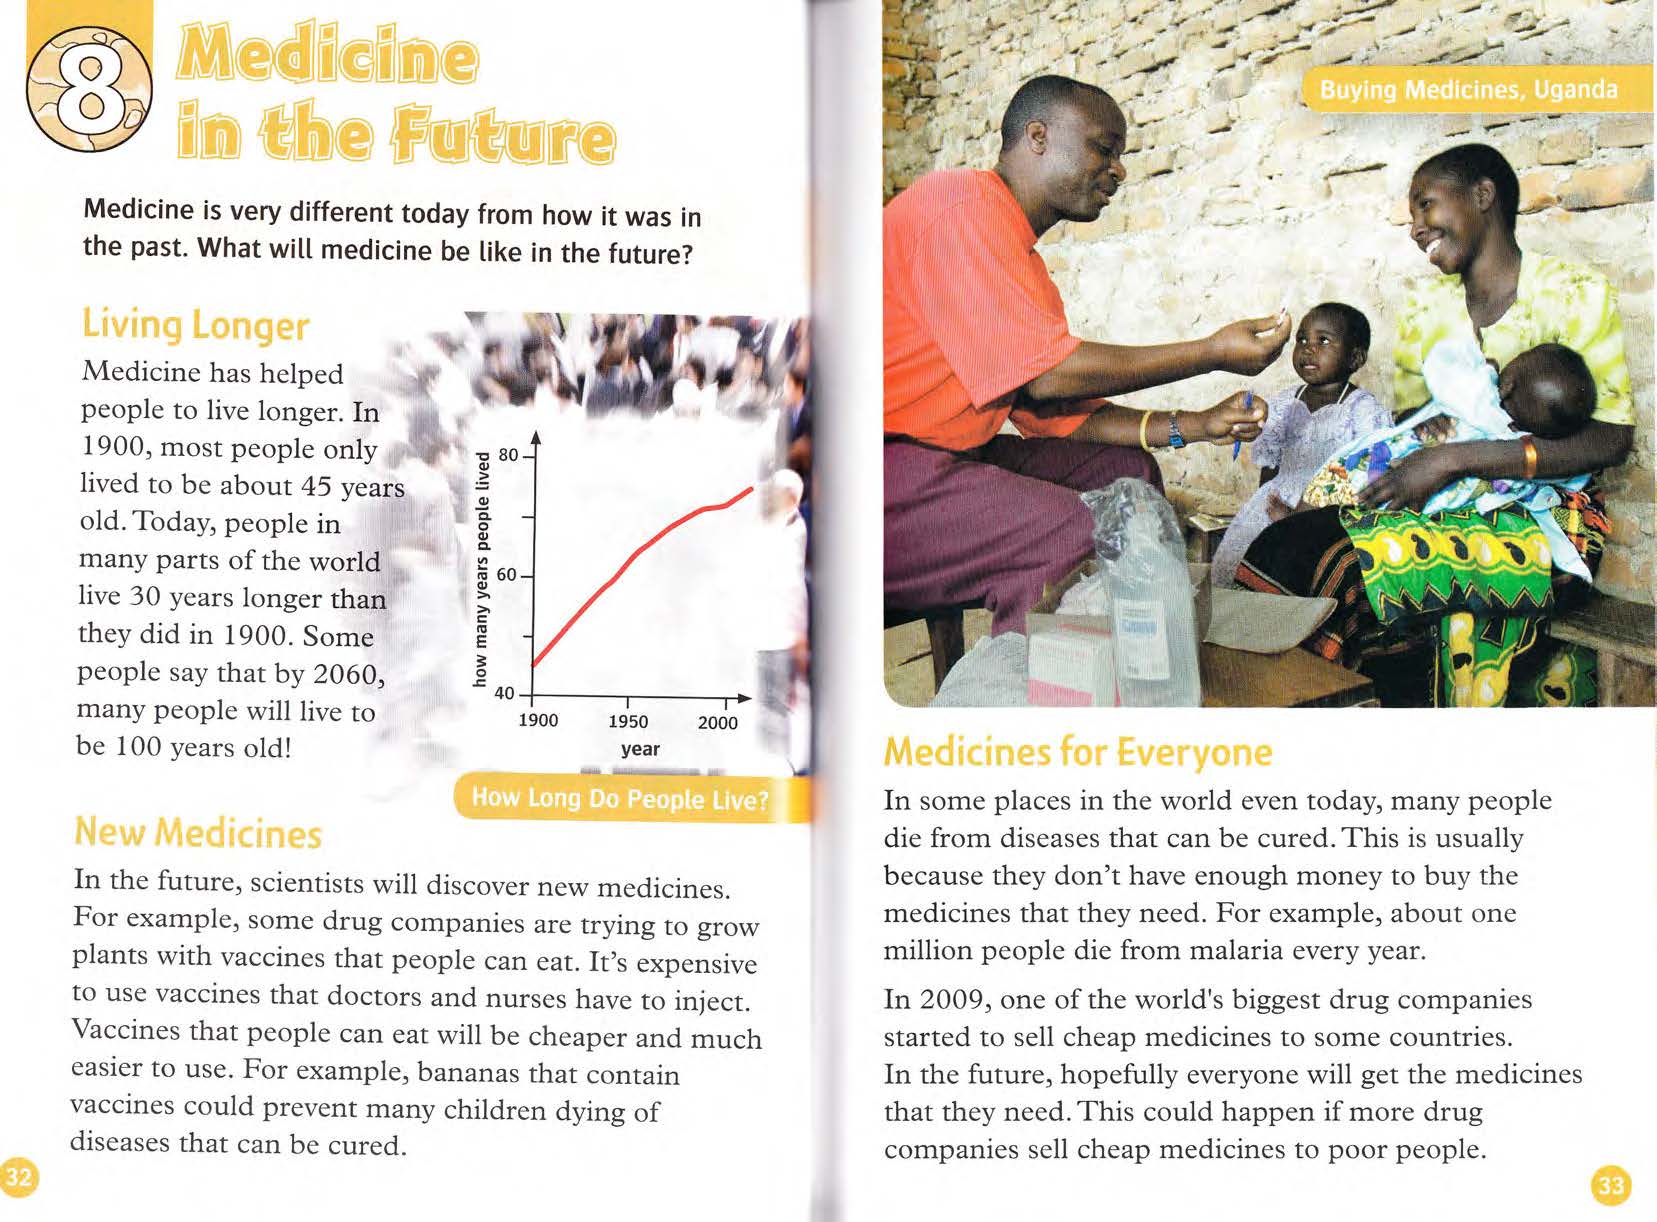 8
Medicine
in the Future
Medicine is very different today from how it was in
the past. What will medicine be like in the future?
Living Longer
Medicine has helped
people to live longer. In
1900, most people only
lived to be about 45 years
old. Today, people in
many parts of the world
live 30 years longer than
they did in 1900. Some
people say that by 2060,
many people will live to
be 100 years old!
how many years people lived
80
60
40
1900 1950 2000
year
How Long Do People Live?
New Medicines
In the future, scientists will discover new medicines.
For example, some drug companies are trying to grow
plants with vaccines that people can eat. It's expensive
to use vaccines that doctors and nurses have to inject.
Vaccines that people can eat will be cheaper and much
easier to use. For example, bananas that contain
vaccines could prevent many children dying of
diseases that can be cured.
32
Buying Medicines, Uganda
Medicines for Everyone
In some places in the world even today, many people
die from diseases that can be cured. This is usually
because they don't have enough money to buy the
medicines that they need. For example, about one
million people die from malaria every year.
In 2009, one of the world's biggest drug companies
started to sell cheap medicines to some countries.
In the future, hopefully everyone will get the medicines
that they need. This could happen if more drug
companies sell cheap medicines to poor people.
33